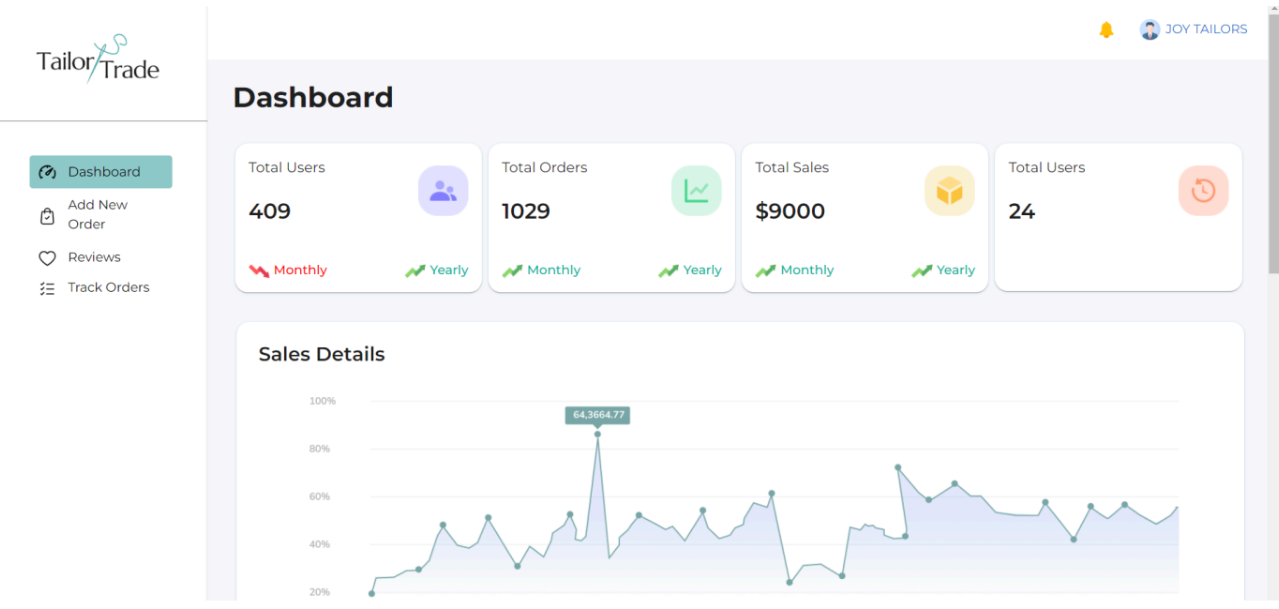 Tailor Trade
JOY TAILORS
Dashboard
Dashboard
Add New
Order
Reviews
Track Orders
Total Users
409
Monthly Yearly
Total Orders
1029
Monthly Yearly
Total Sales
$9000
Monthly Yearly
Total Users
24
Sales Details
100%
80%
60%
40%
20%
64,3664.77